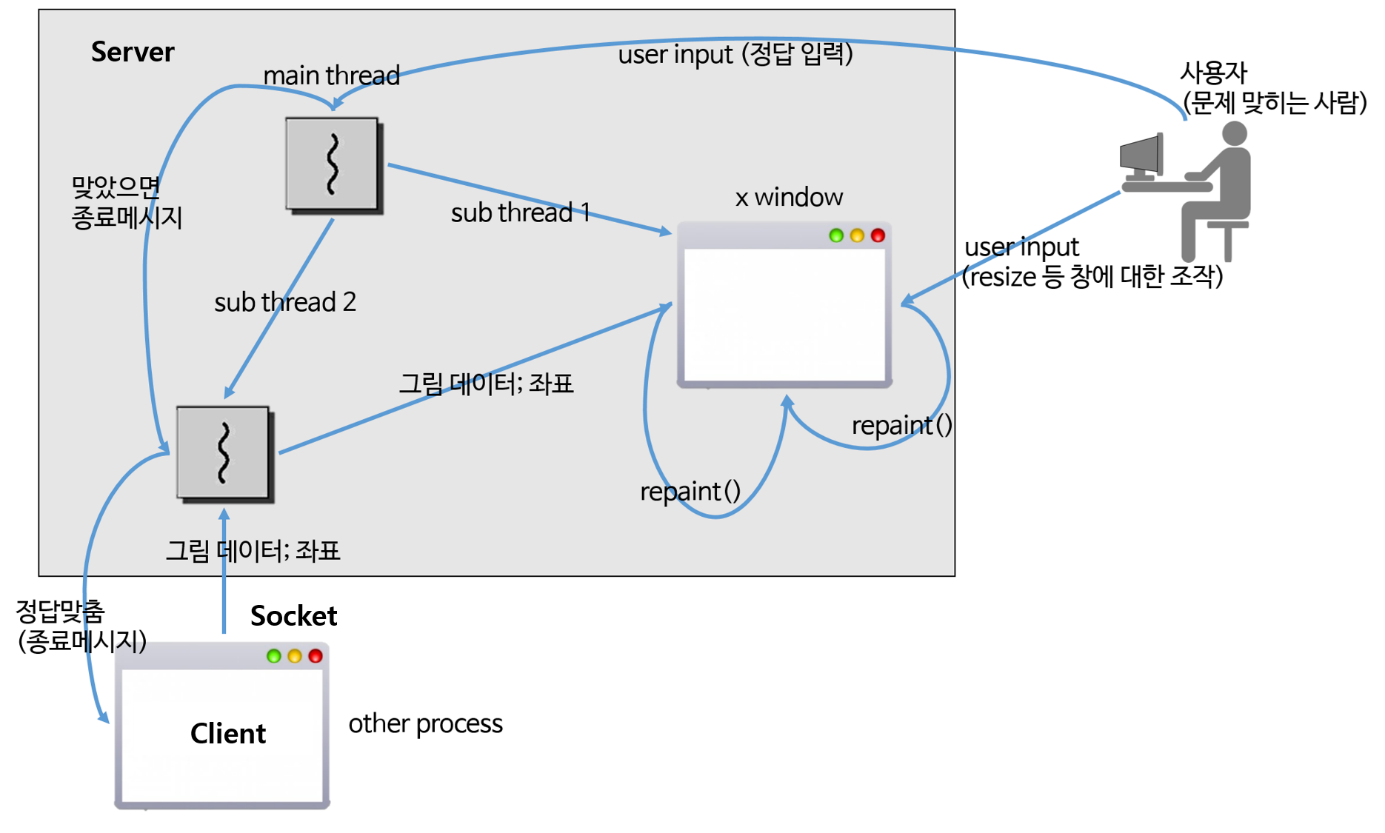 Server
main thread
user input (정답 입력)
사용자
(문제 맞히는 사람)
맞았으면
종료메시지
sub thread 1
x window
user input
(resize 등 창에 대한 조작)
sub thread 2
그림 데이터; 좌표
repaint()
repaint()
그림 데이터; 좌표
정답맞춤
(종료메시지)
Socket
Client
other process